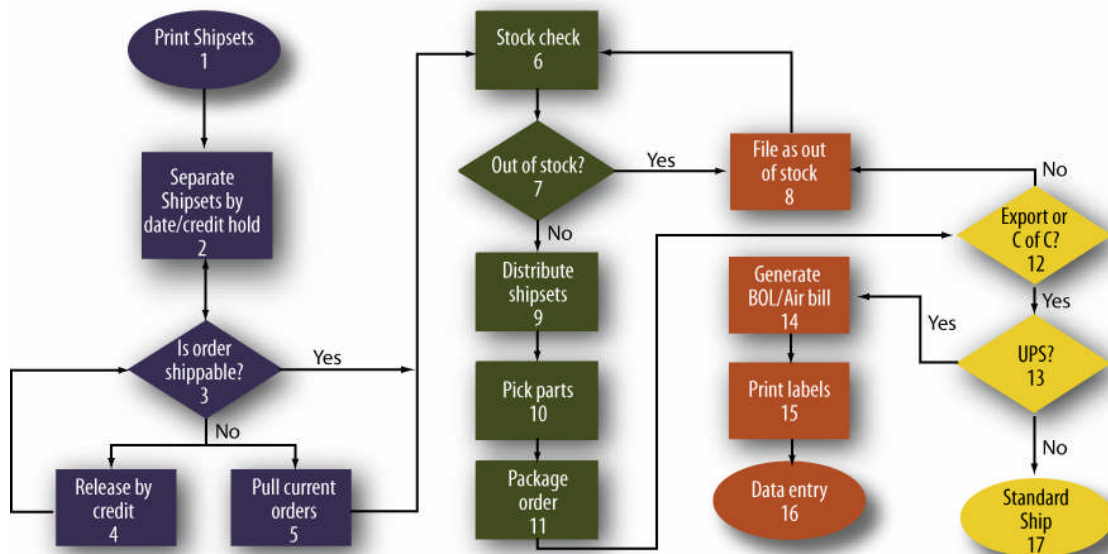 Print Shipsets
1
Separate
Shipsets by
date/credit hold
2
Is order
shippable?
3
Yes
No
Release by
credit
4
Pull current
orders
5
Stock check
6
Out of stock?
7
Yes
No
File as out
of stock
8
Distribute
shipsets
9
Pick parts
10
Package
order
11
No
Export or
C of C?
12
Yes
UPS?
13
Yes
No
Generate
BOL/Air bill
14
Print labels
15
Data entry
16
Standard
Ship
17